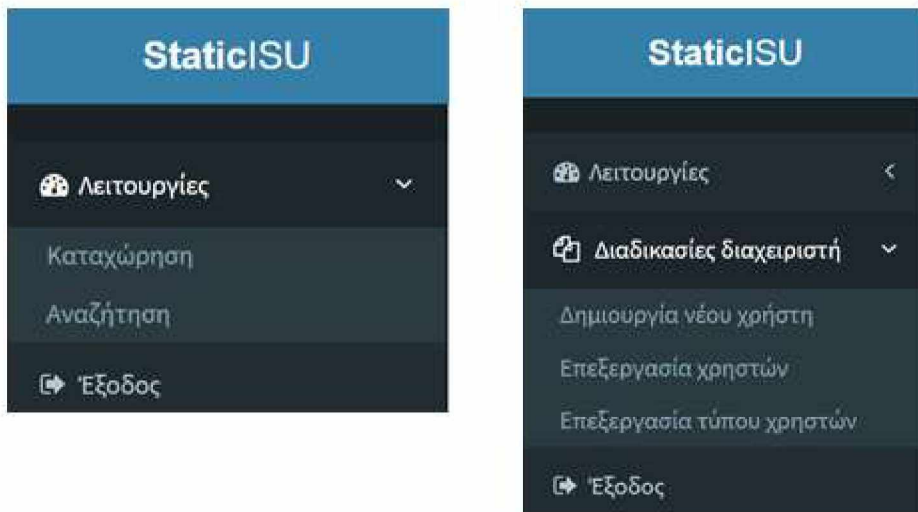 StaticISU
Λειτουργίες
Καταχώρηση
Αναζήτηση
Έξοδος
StaticISU
Λειτουργίες
Διαδικασίες διαχειριστή
Δημιουργία νέου χρήστη
Επεξεργασία χρηστών
Επεξεργασία τύπου χρηστών
Έξοδος